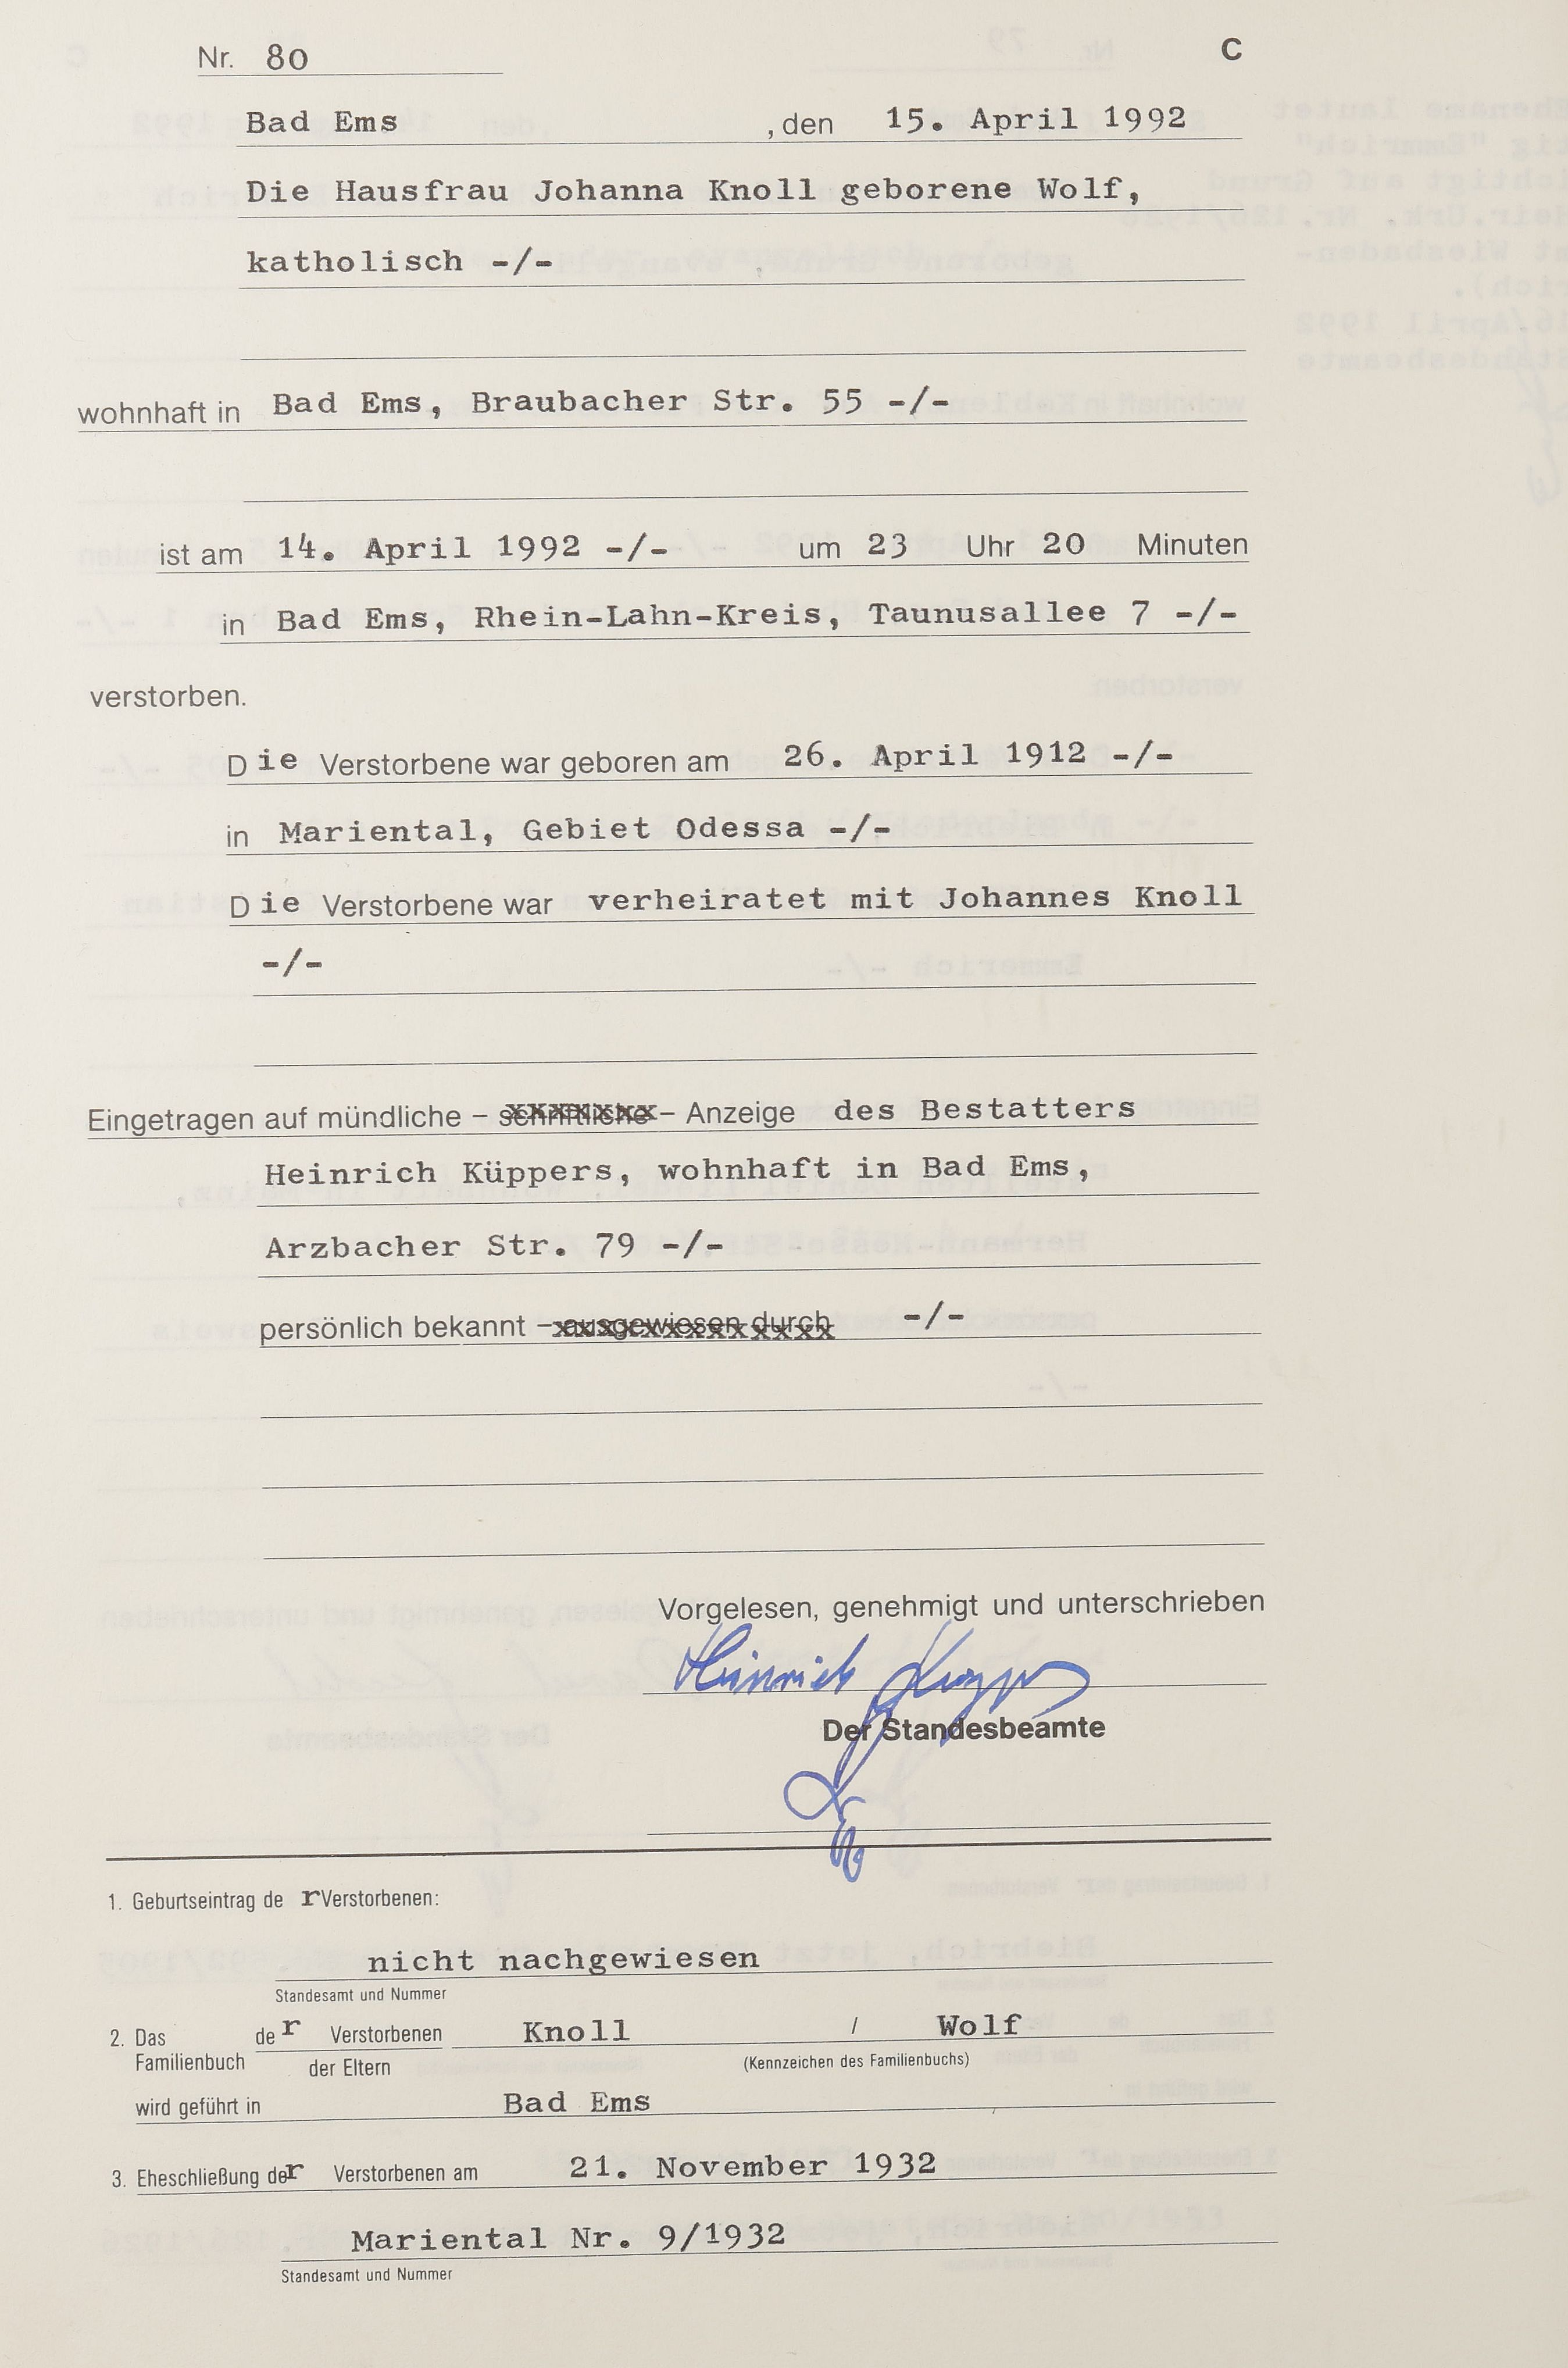 Nr. 80 C
Bad Ems , den 15. April 1992
Die Hausfrau Johanna Knoll geborene Wolf,
katholisch -/-
wohnhaft in Bad Ems, Braubacher Str. 55 -/-
ist am 14. April 1992 -/- um 23 Uhr 20 Minuten
in Bad Ems, Rhein-Lahn-Kreis, Taunusallee 7 -/-
verstorben.
Die Verstorbene war geboren am 26. April 1912 -/-
in Mariental, Gebiet Odessa -/-
Die Verstorbene war verheiratet mit Johannes Knoll
-/-
Eingetragen auf mündliche – schriftliche – Anzeige des Bestatters
Heinrich Küppers, wohnhaft in Bad Ems,
Arzbacher Str. 79 -/-
persönlich bekannt – ausgewiesen durch -/-
Vorgelesen, genehmigt und unterschrieben
Heinrich Küppers
Der Standesbeamte
1. Geburtseintrag der Verstorbenen:
nicht nachgewiesen
Standesamt und Nummer
2. Das der Verstorbenen Knoll / Wolf
Familienbuch der Eltern (Kennzeichen des Familienbuchs)
wird geführt in Bad Ems
3. Eheschließung der Verstorbenen am 21. November 1932
Mariental Nr. 9/1932
Standesamt und Nummer